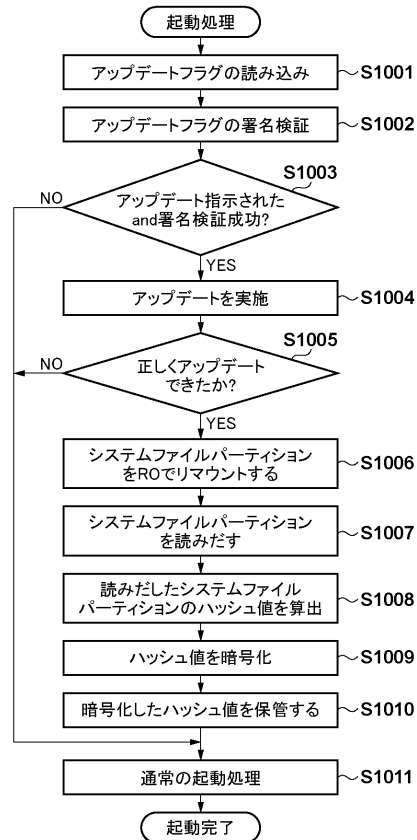 起動処理
アップデートフラグの読み込み S1001
アップデートフラグの署名検証 S1002
S1003
NO
アップデート指示された
and署名検証成功?
YES
アップデートを実施 S1004
S1005
NO
正しくアップデート
できたか?
YES
システムファイルパーティション
をROでリマウントする
S1006
システムファイルパーティション
を読みだす
S1007
読みだしたシステムファイル
パーティションのハッシュ値を算出
S1008
ハッシュ値を暗号化 S1009
暗号化したハッシュ値を保管する S1010
通常の起動処理 S1011
起動完了